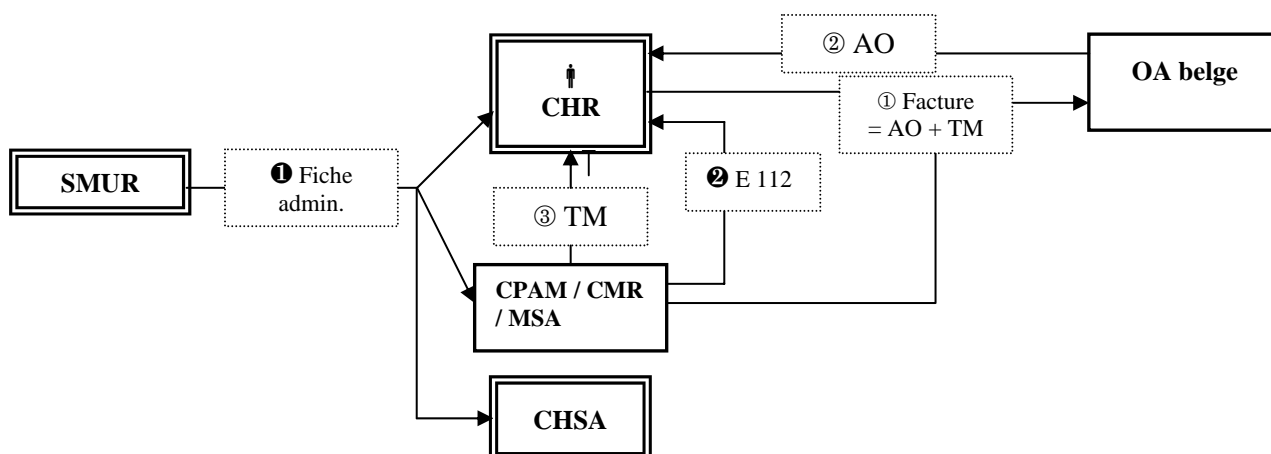 ② AO
OA belge
CHR
① Facture
= AO + TM
SMUR
❶ Fiche
admin.
❷ E 112
③ TM
CPAM / CMR
/ MSA
CHSA